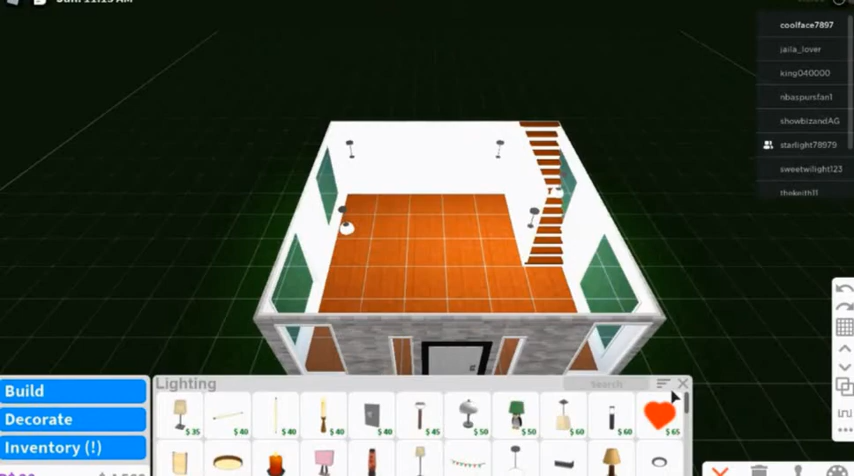 coolface7897
jaila_lover
king040000
nbaspursfan1
showbizandAG
starlight78979
sweetwilight123
thekeith11
Build
Decorate
Inventory (!)
Lighting
Search
$35
$40
$40
$40
$40
$45
$50
$50
$60
$60
$65